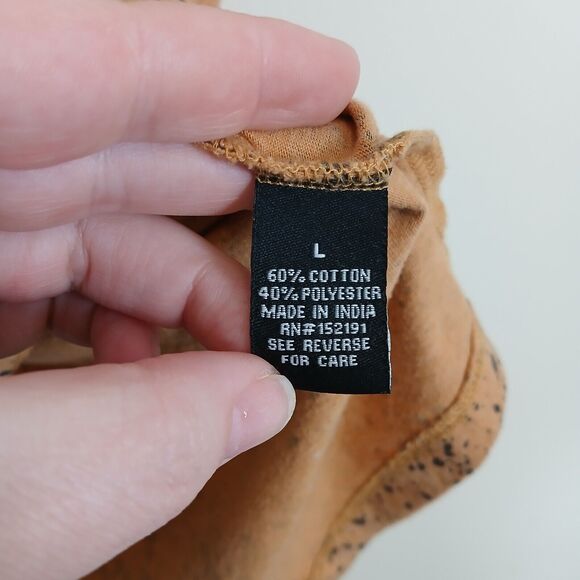 L
60% COTTON
40% POLYESTER
MADE IN INDIA
RN#152191
SEE REVERSE
FOR CARE